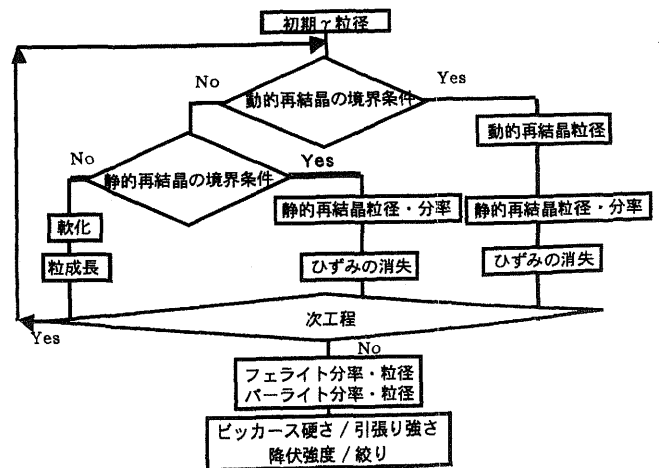 初期γ粒径
No
動的再結晶の境界条件
Yes
動的再結晶粒径
No
静的再結晶の境界条件
Yes
静的再結晶粒径・分率
静的再結晶粒径・分率
軟化
粒成長
ひずみの消失
ひずみの消失
次工程
Yes
No
フェライト分率・粒径
パーライト分率・粒径
ビッカース硬さ / 引張り強さ
降伏強度 / 絞り